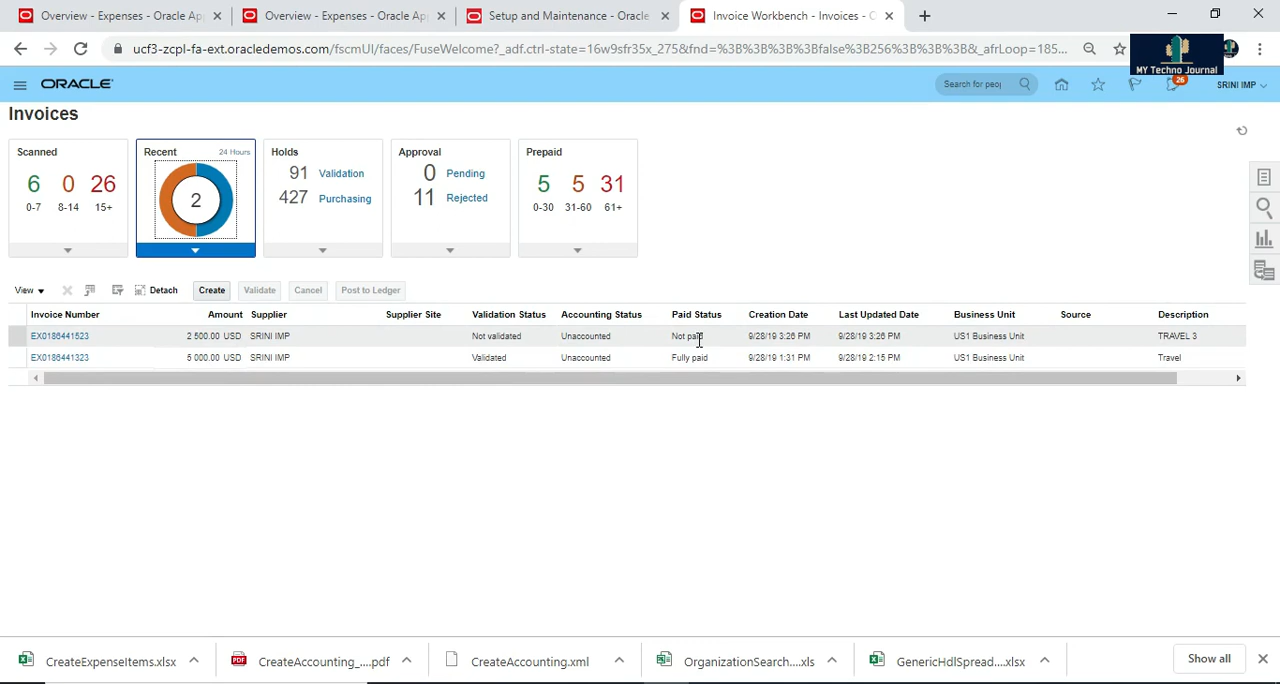 Overview - Expenses - Oracle Ap
Overview - Expenses - Oracle Ap
Setup and Maintenance - Oracle
Invoice Workbench - Invoices - C
ucf3-zcpl-fa-ext.oracledemos.com/fscmUI/faces/FuseWelcome?_adf.ctrl-state=16w9sfr35x_275&fnd=%3B%3B%3B%3Bfalse%3B256%3B%3B%3B&_afrLoop=185...
MY Techno Journal
ORACLE
Search for peo
26
SRINI IMP
Invoices
Scanned
6 0 26
0-7 8-14 15+
Recent 24 Hours
2
Holds
91 Validation
427 Purchasing
Approval
0 Pending
11 Rejected
Prepaid
5 5 31
0-30 31-60 61+
View Detach Create Validate Cancel Post to Ledger
Invoice Number Amount Supplier Supplier Site Validation Status Accounting Status Paid Status Creation Date Last Updated Date Business Unit Source Description
EX0186441523 2 500.00 USD SRINI IMP Not validated Unaccounted Not paid 9/28/19 3:26 PM 9/28/19 3:26 PM US1 Business Unit TRAVEL 3
EX0186441323 5 000.00 USD SRINI IMP Validated Unaccounted Fully paid 9/28/19 1:31 PM 9/28/19 2:15 PM US1 Business Unit Travel
CreateExpenseItems.xlsx
CreateAccounting_....pdf
CreateAccounting.xml
OrganizationSearch....xls
GenericHdlSpread....xlsx
Show all